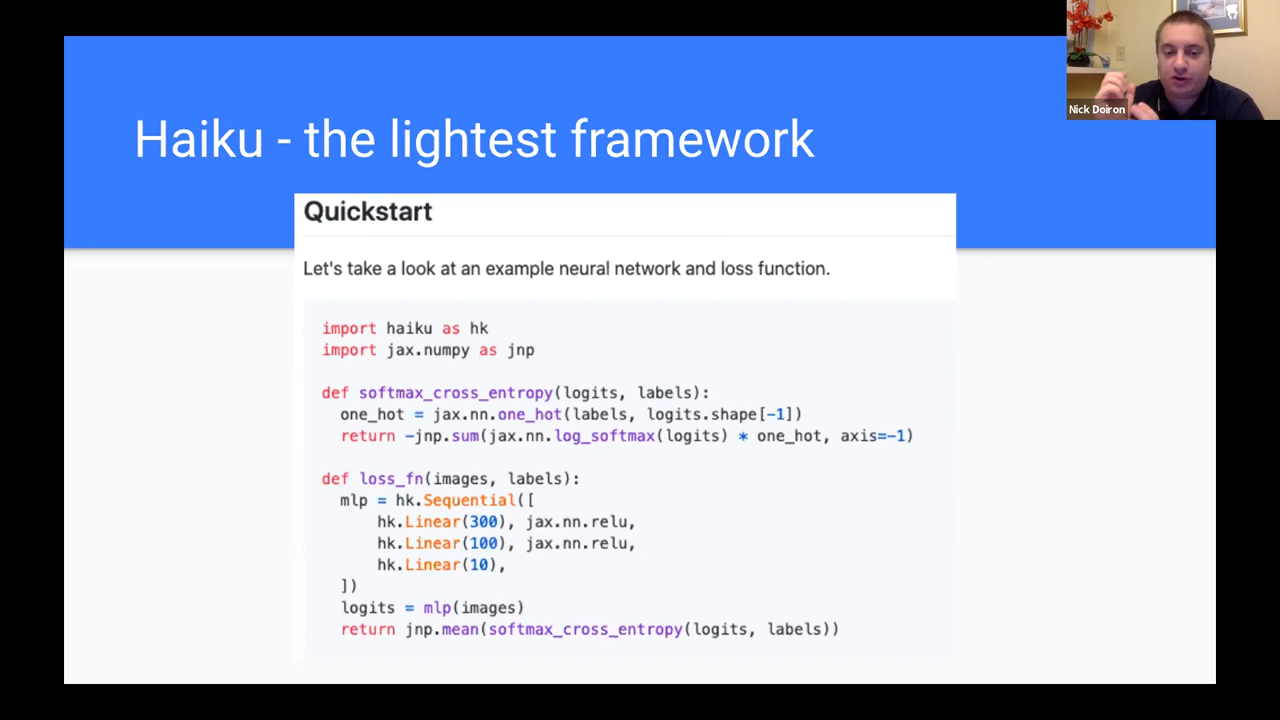 Haiku - the lightest framework
Nick Doiron
Quickstart
Let's take a look at an example neural network and loss function.
import haiku as hk
import jax.numpy as jnp
def softmax_cross_entropy(logits, labels):
  one_hot = jax.nn.one_hot(labels, logits.shape[-1])
  return -jnp.sum(jax.nn.log_softmax(logits) * one_hot, axis=-1)
def loss_fn(images, labels):
  mlp = hk.Sequential([
      hk.Linear(300), jax.nn.relu,
      hk.Linear(100), jax.nn.relu,
      hk.Linear(10),
  ])
  logits = mlp(images)
  return jnp.mean(softmax_cross_entropy(logits, labels))